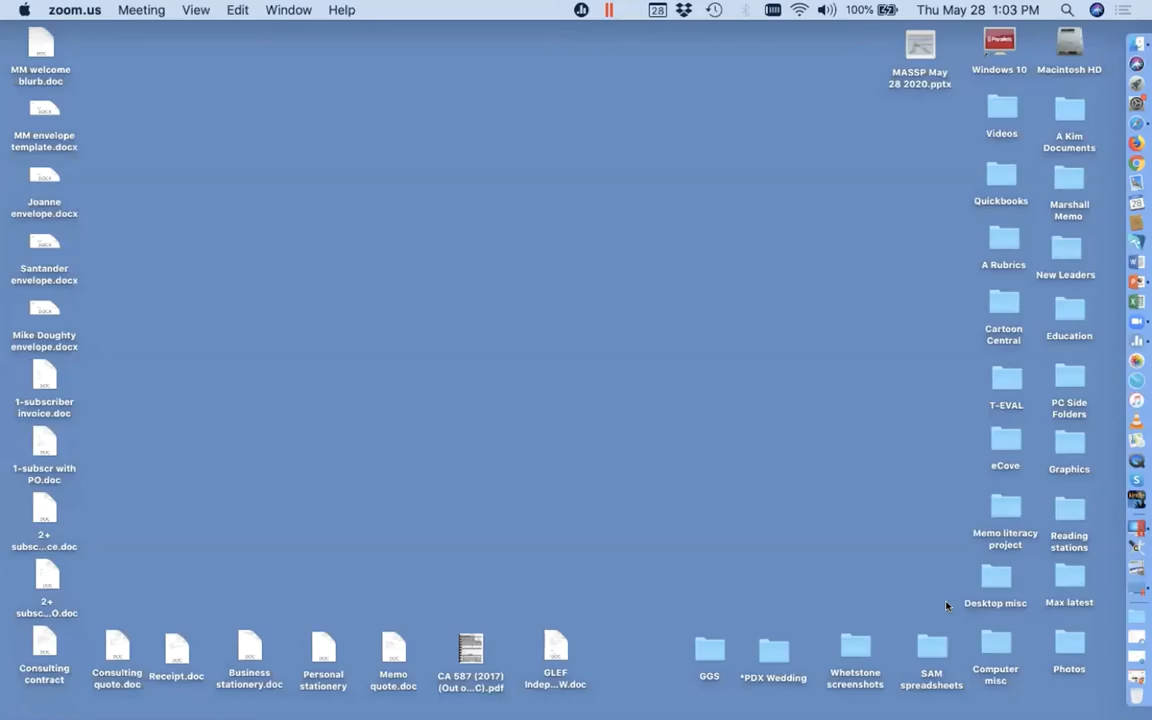 zoom.us Meeting View Edit Window Help
28
100%
Thu May 28 1:03 PM
MM welcome
blurb.doc
MM envelope
template.docx
Joanne
envelope.docx
Santander
envelope.docx
Mike Doughty
envelope.docx
1-subscriber
invoice.doc
1-subscr with
PO.doc
2+
subsc...ce.doc
2+
subsc...O.doc
Consulting
contract
Consulting
quote.doc
Receipt.doc
Business
stationery.doc
Personal
stationery
Memo
quote.doc
CA 587 (2017)
(Out o...C).pdf
GLEF
Indep...W.doc
GGS
*PDX Wedding
Whetstone
screenshots
SAM
spreadsheets
Computer
misc
Photos
MASSP May
28 2020.pptx
Windows 10
Macintosh HD
Videos
A Kim
Documents
Quickbooks
Marshall
Memo
A Rubrics
New Leaders
Cartoon
Central
Education
T-EVAL
PC Side
Folders
eCove
Graphics
Memo literacy
project
Reading
stations
Desktop misc
Max latest